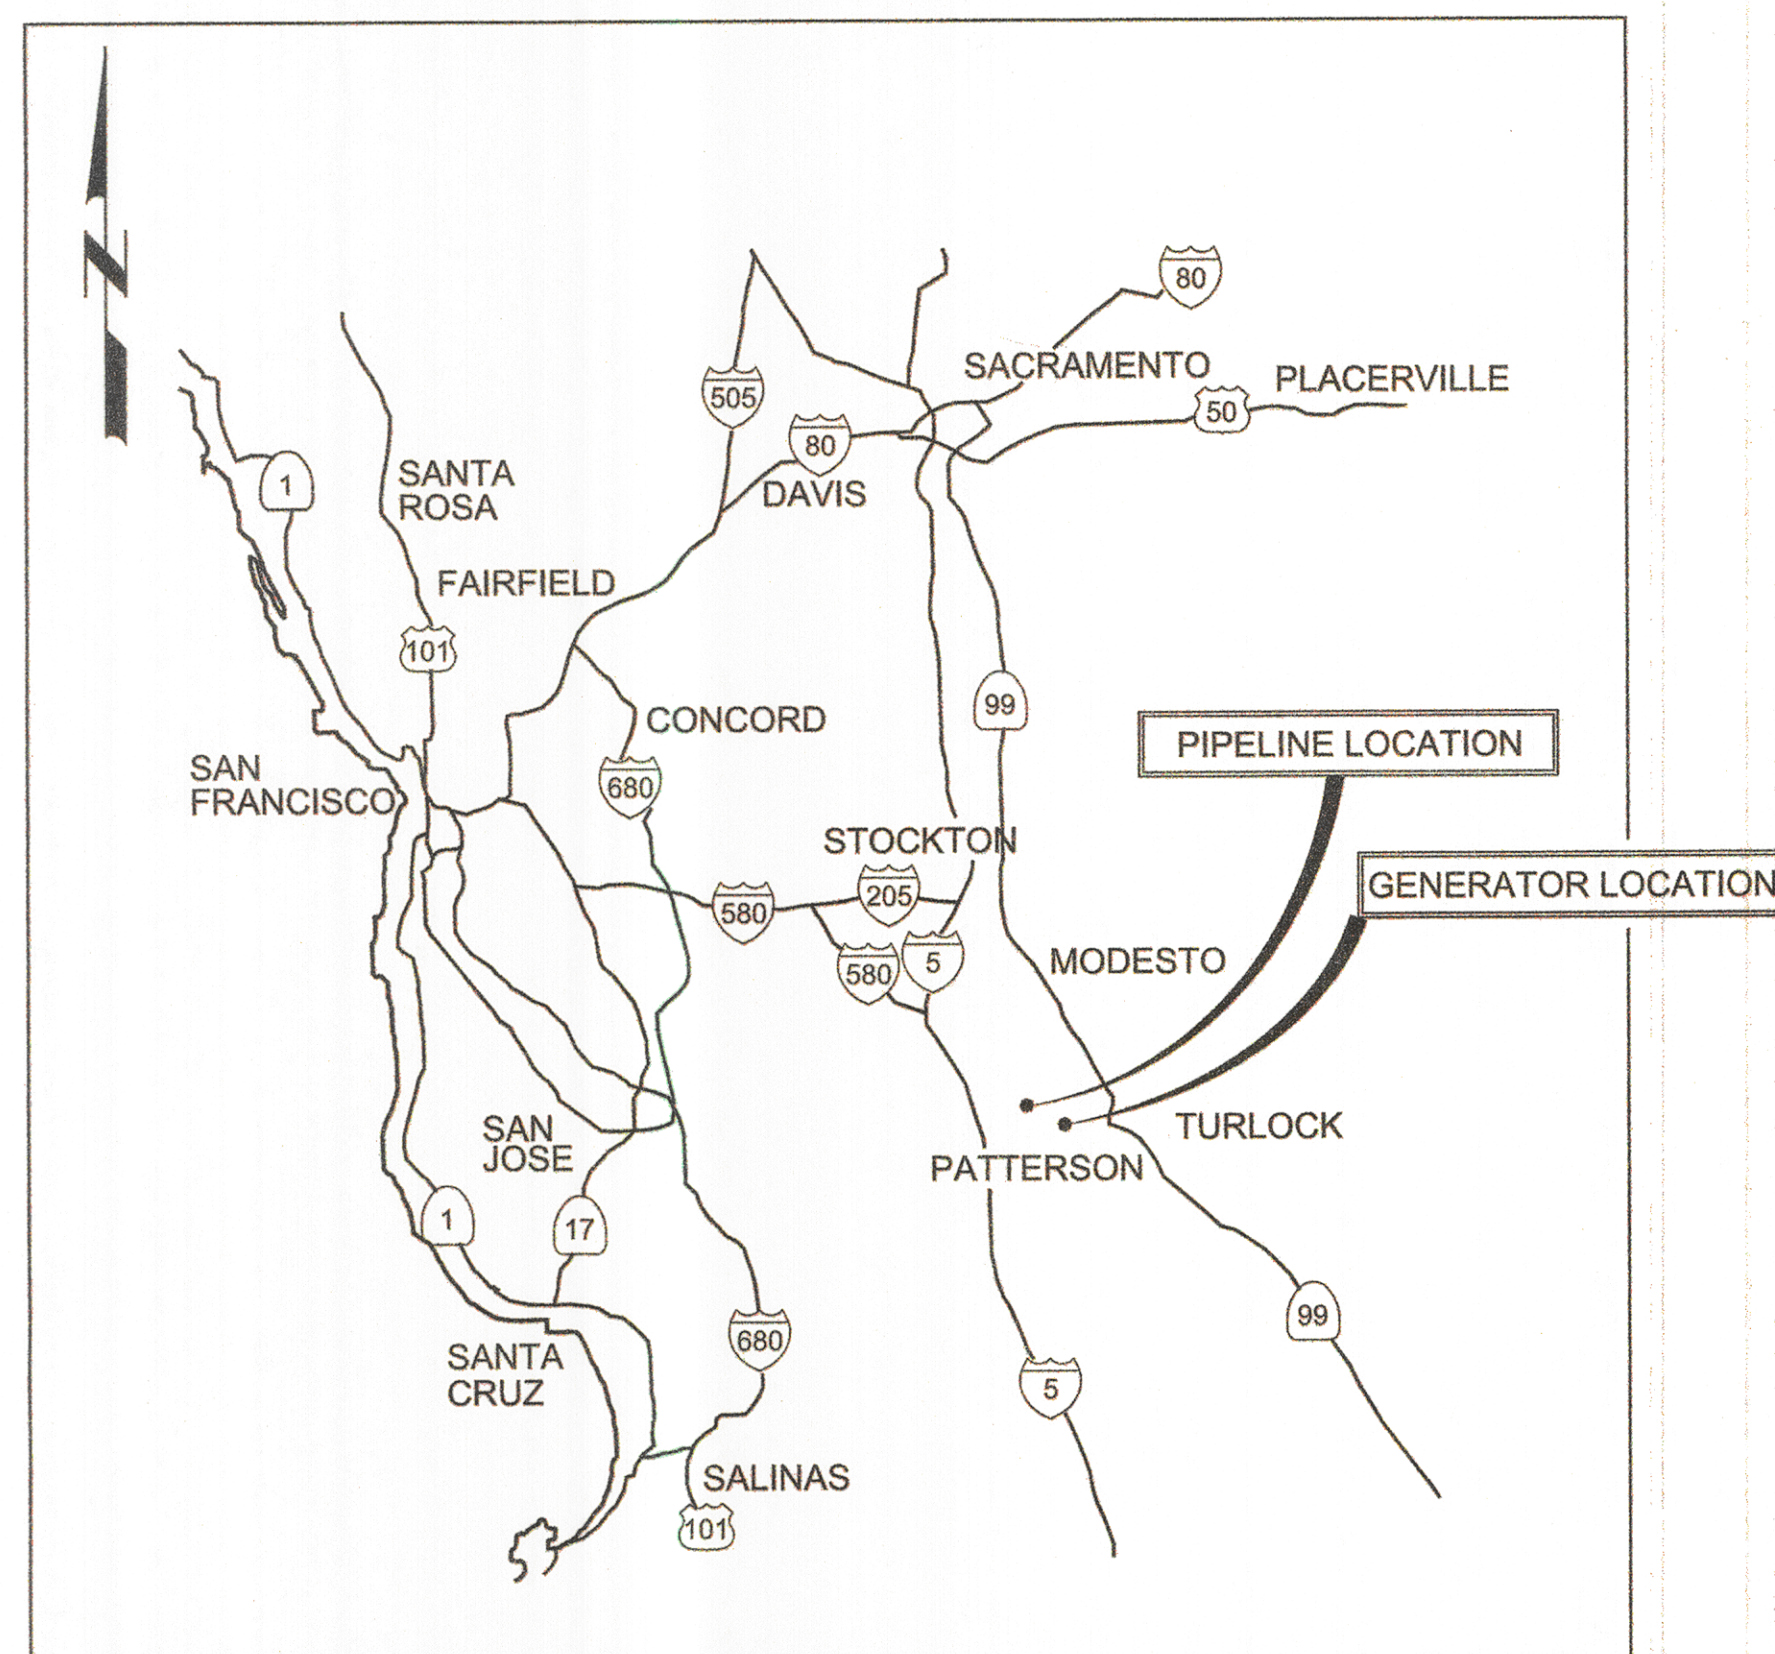 N
80
SACRAMENTO
PLACERVILLE
505
50
80
DAVIS
1
SANTA
ROSA
FAIRFIELD
101
99
CONCORD
PIPELINE LOCATION
SAN
FRANCISCO
680
STOCKTON
205
GENERATOR LOCATION
580
580
5
MODESTO
SAN
JOSE
TURLOCK
PATTERSON
1
17
99
680
SANTA
CRUZ
5
SALINAS
101